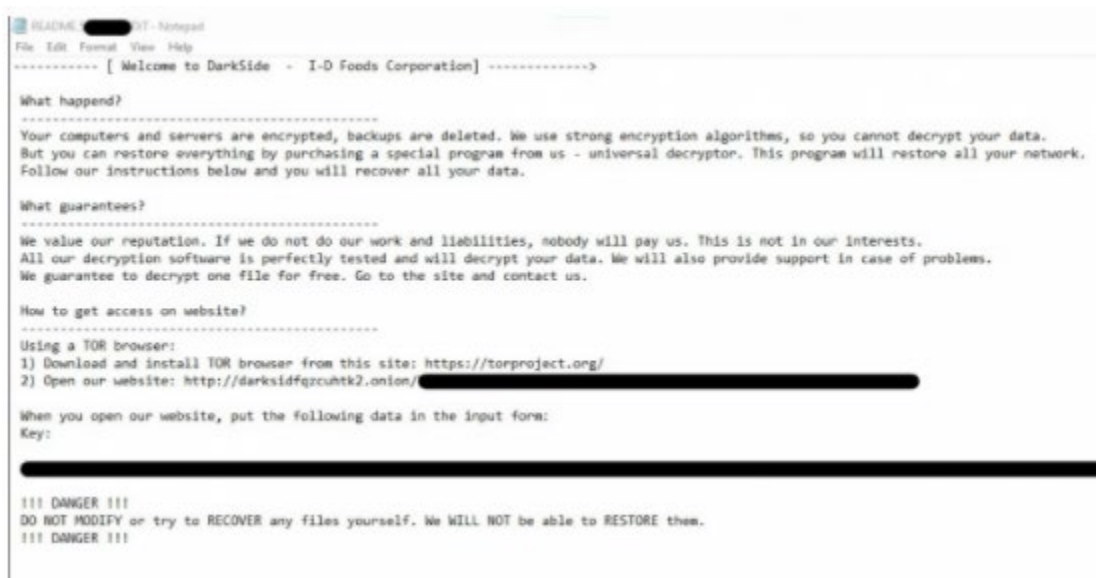 README. - Notepad
File Edit Format View Help
----------- [ Welcome to DarkSide - I-D Foods Corporation] ------------->
What happend?
----------------------------------------------
Your computers and servers are encrypted, backups are deleted. We use strong encryption algorithms, so you cannot decrypt your data.
But you can restore everything by purchasing a special program from us - universal decryptor. This program will restore all your network.
Follow our instructions below and you will recover all your data.
What guarantees?
----------------------------------------------
We value our reputation. If we do not do our work and liabilities, nobody will pay us. This is not in our interests.
All our decryption software is perfectly tested and will decrypt your data. We will also provide support in case of problems.
We guarantee to decrypt one file for free. Go to the site and contact us.
How to get access on website?
----------------------------------------------
Using a TOR browser:
1) Download and install TOR browser from this site: https://torproject.org/
2) Open our website: http://darksidfqzcuhtk2.onion/
When you open our website, put the following data in the input form:
Key:
!!! DANGER !!!
DO NOT MODIFY or try to RECOVER any files yourself. We WILL NOT be able to RESTORE them.
!!! DANGER !!!